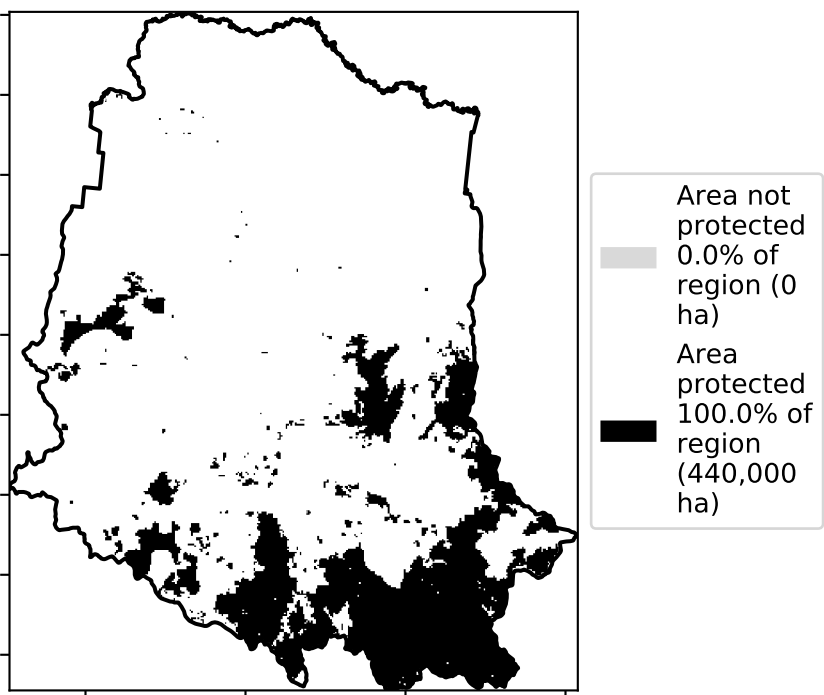 Area not
protected
0.0% of
region (0
ha)
Area
protected
100.0% of
region
(440,000
ha)